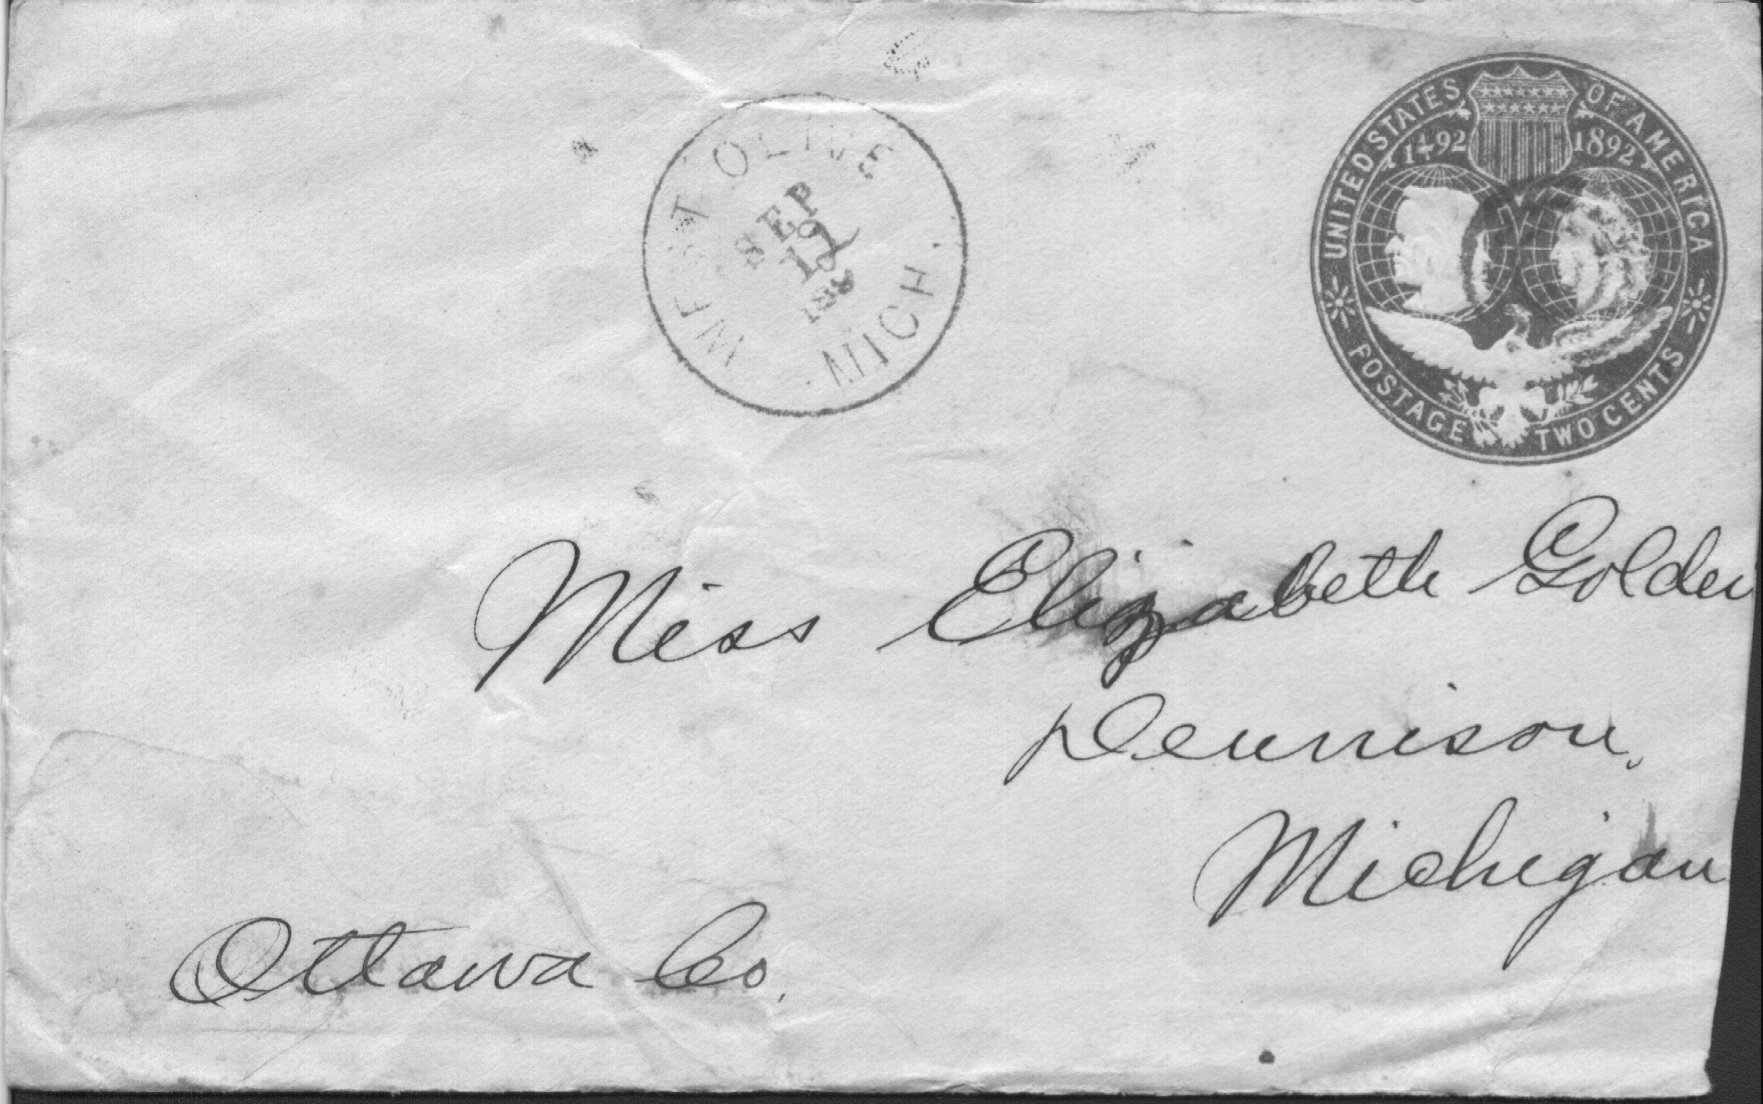 WEST OLIVE
SEP
MICH.
UNITED STATES OF AMERICA
1492 1892
POSTAGE TWO CENTS
Miss Elizabeth Golden
Dennison,
Michigan
Ottawa Co.